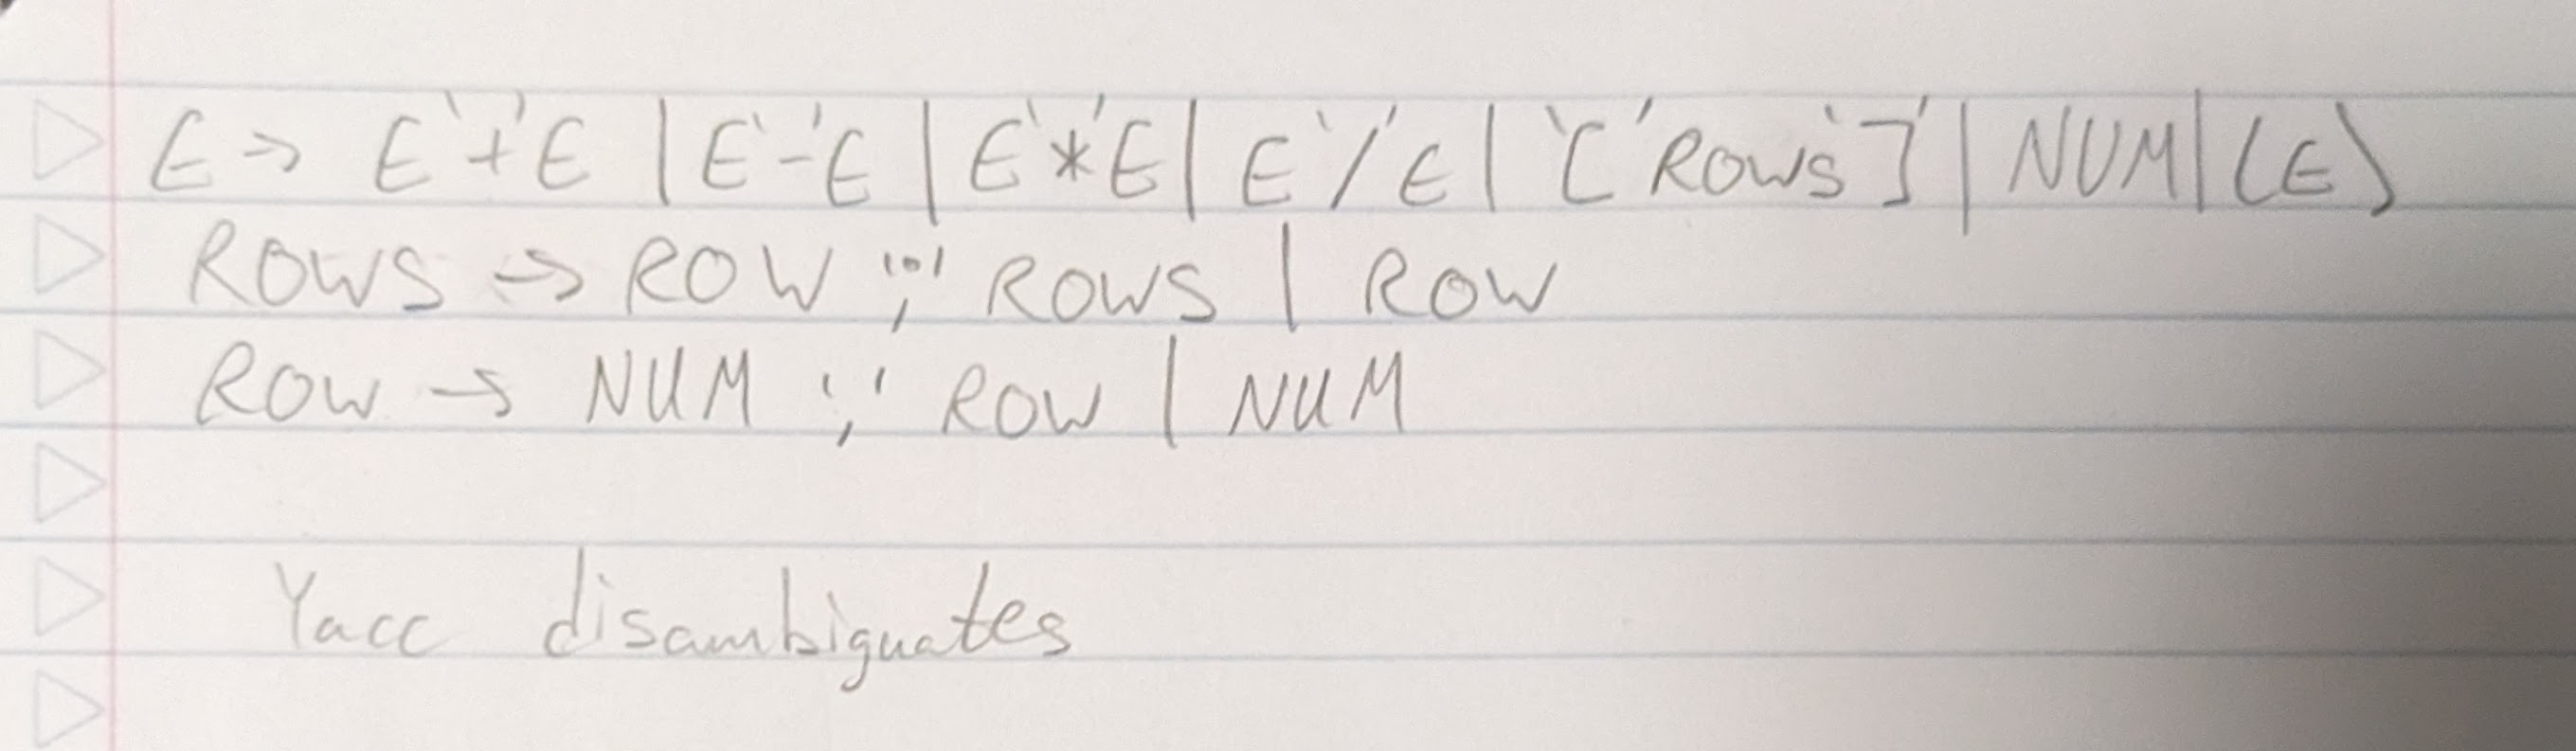 E → E '+' E | E '-' E | E '*' E | E '/' E | '[' ROWS ']' | NUM | (E)
ROWS → ROW ';' ROWS | ROW
ROW → NUM ',' ROW | NUM
Yacc disambiguates